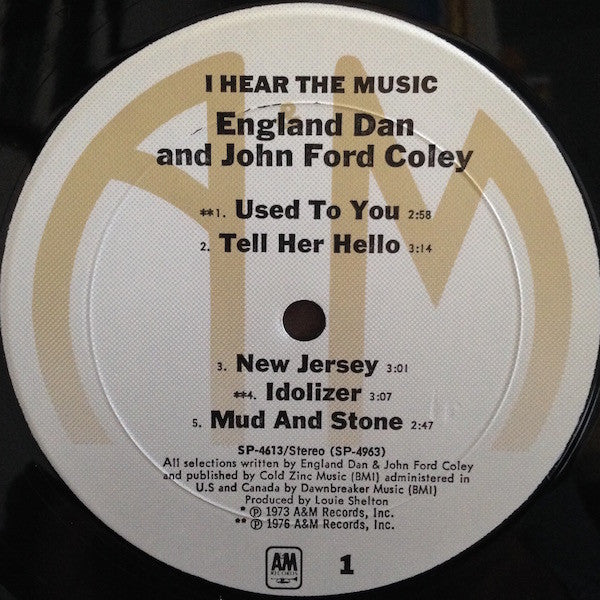 I HEAR THE MUSIC
England Dan
and John Ford Coley
**1. Used To You 2:58
2. Tell Her Hello 3:14
3. New Jersey 3:01
**4. Idolizer 3:07
5. Mud And Stone 2:47
SP-4613/Stereo (SP-4963)
All selections written by England Dan & John Ford Coley
and published by Cold Zinc Music (BMI) administered in
U.S and Canada by Dawnbreaker Music (BMI)
Produced by Louie Shelton
* ℗ 1973 A&M Records, Inc.
** ℗ 1976 A&M Records, Inc.
A&M
RECORDS
1